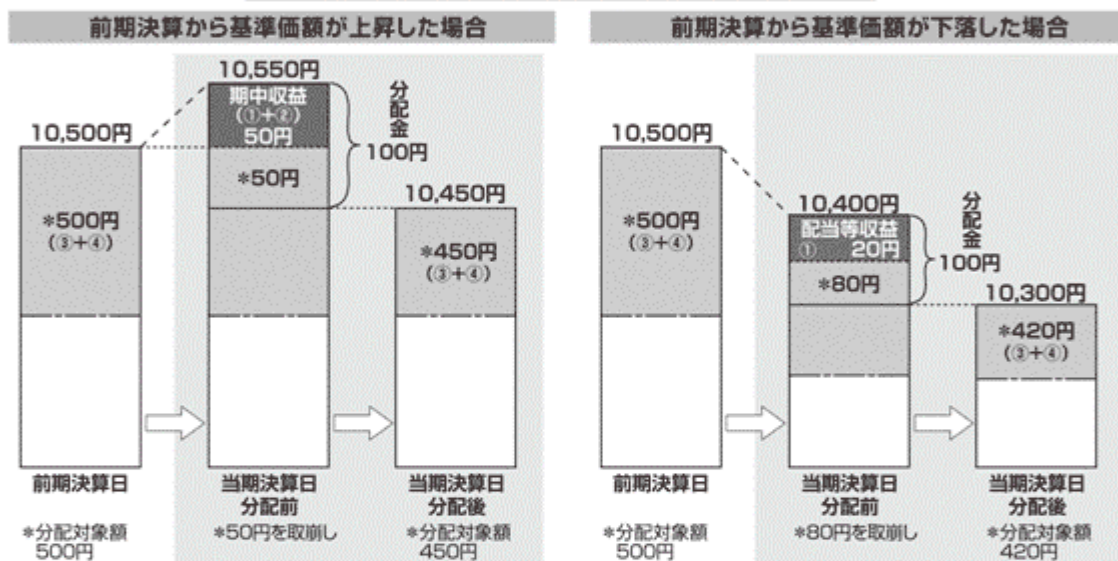 前期決算から基準価額が上昇した場合
10,550円
期中収益
(①+②)
50円
分配金
100円
10,500円
*50円
10,450円
*500円
(③+④)
*450円
(③+④)
前期決算日
当期決算日
分配前
当期決算日
分配後
*分配対象額
500円
*50円を取崩し
*分配対象額
450円
前期決算から基準価額が下落した場合
10,500円
*500円
(③+④)
10,400円
配当等収益
① 20円
分配金
100円
*80円
10,300円
*420円
(③+④)
前期決算日
当期決算日
分配前
当期決算日
分配後
*分配対象額
500円
*80円を取崩し
*分配対象額
420円